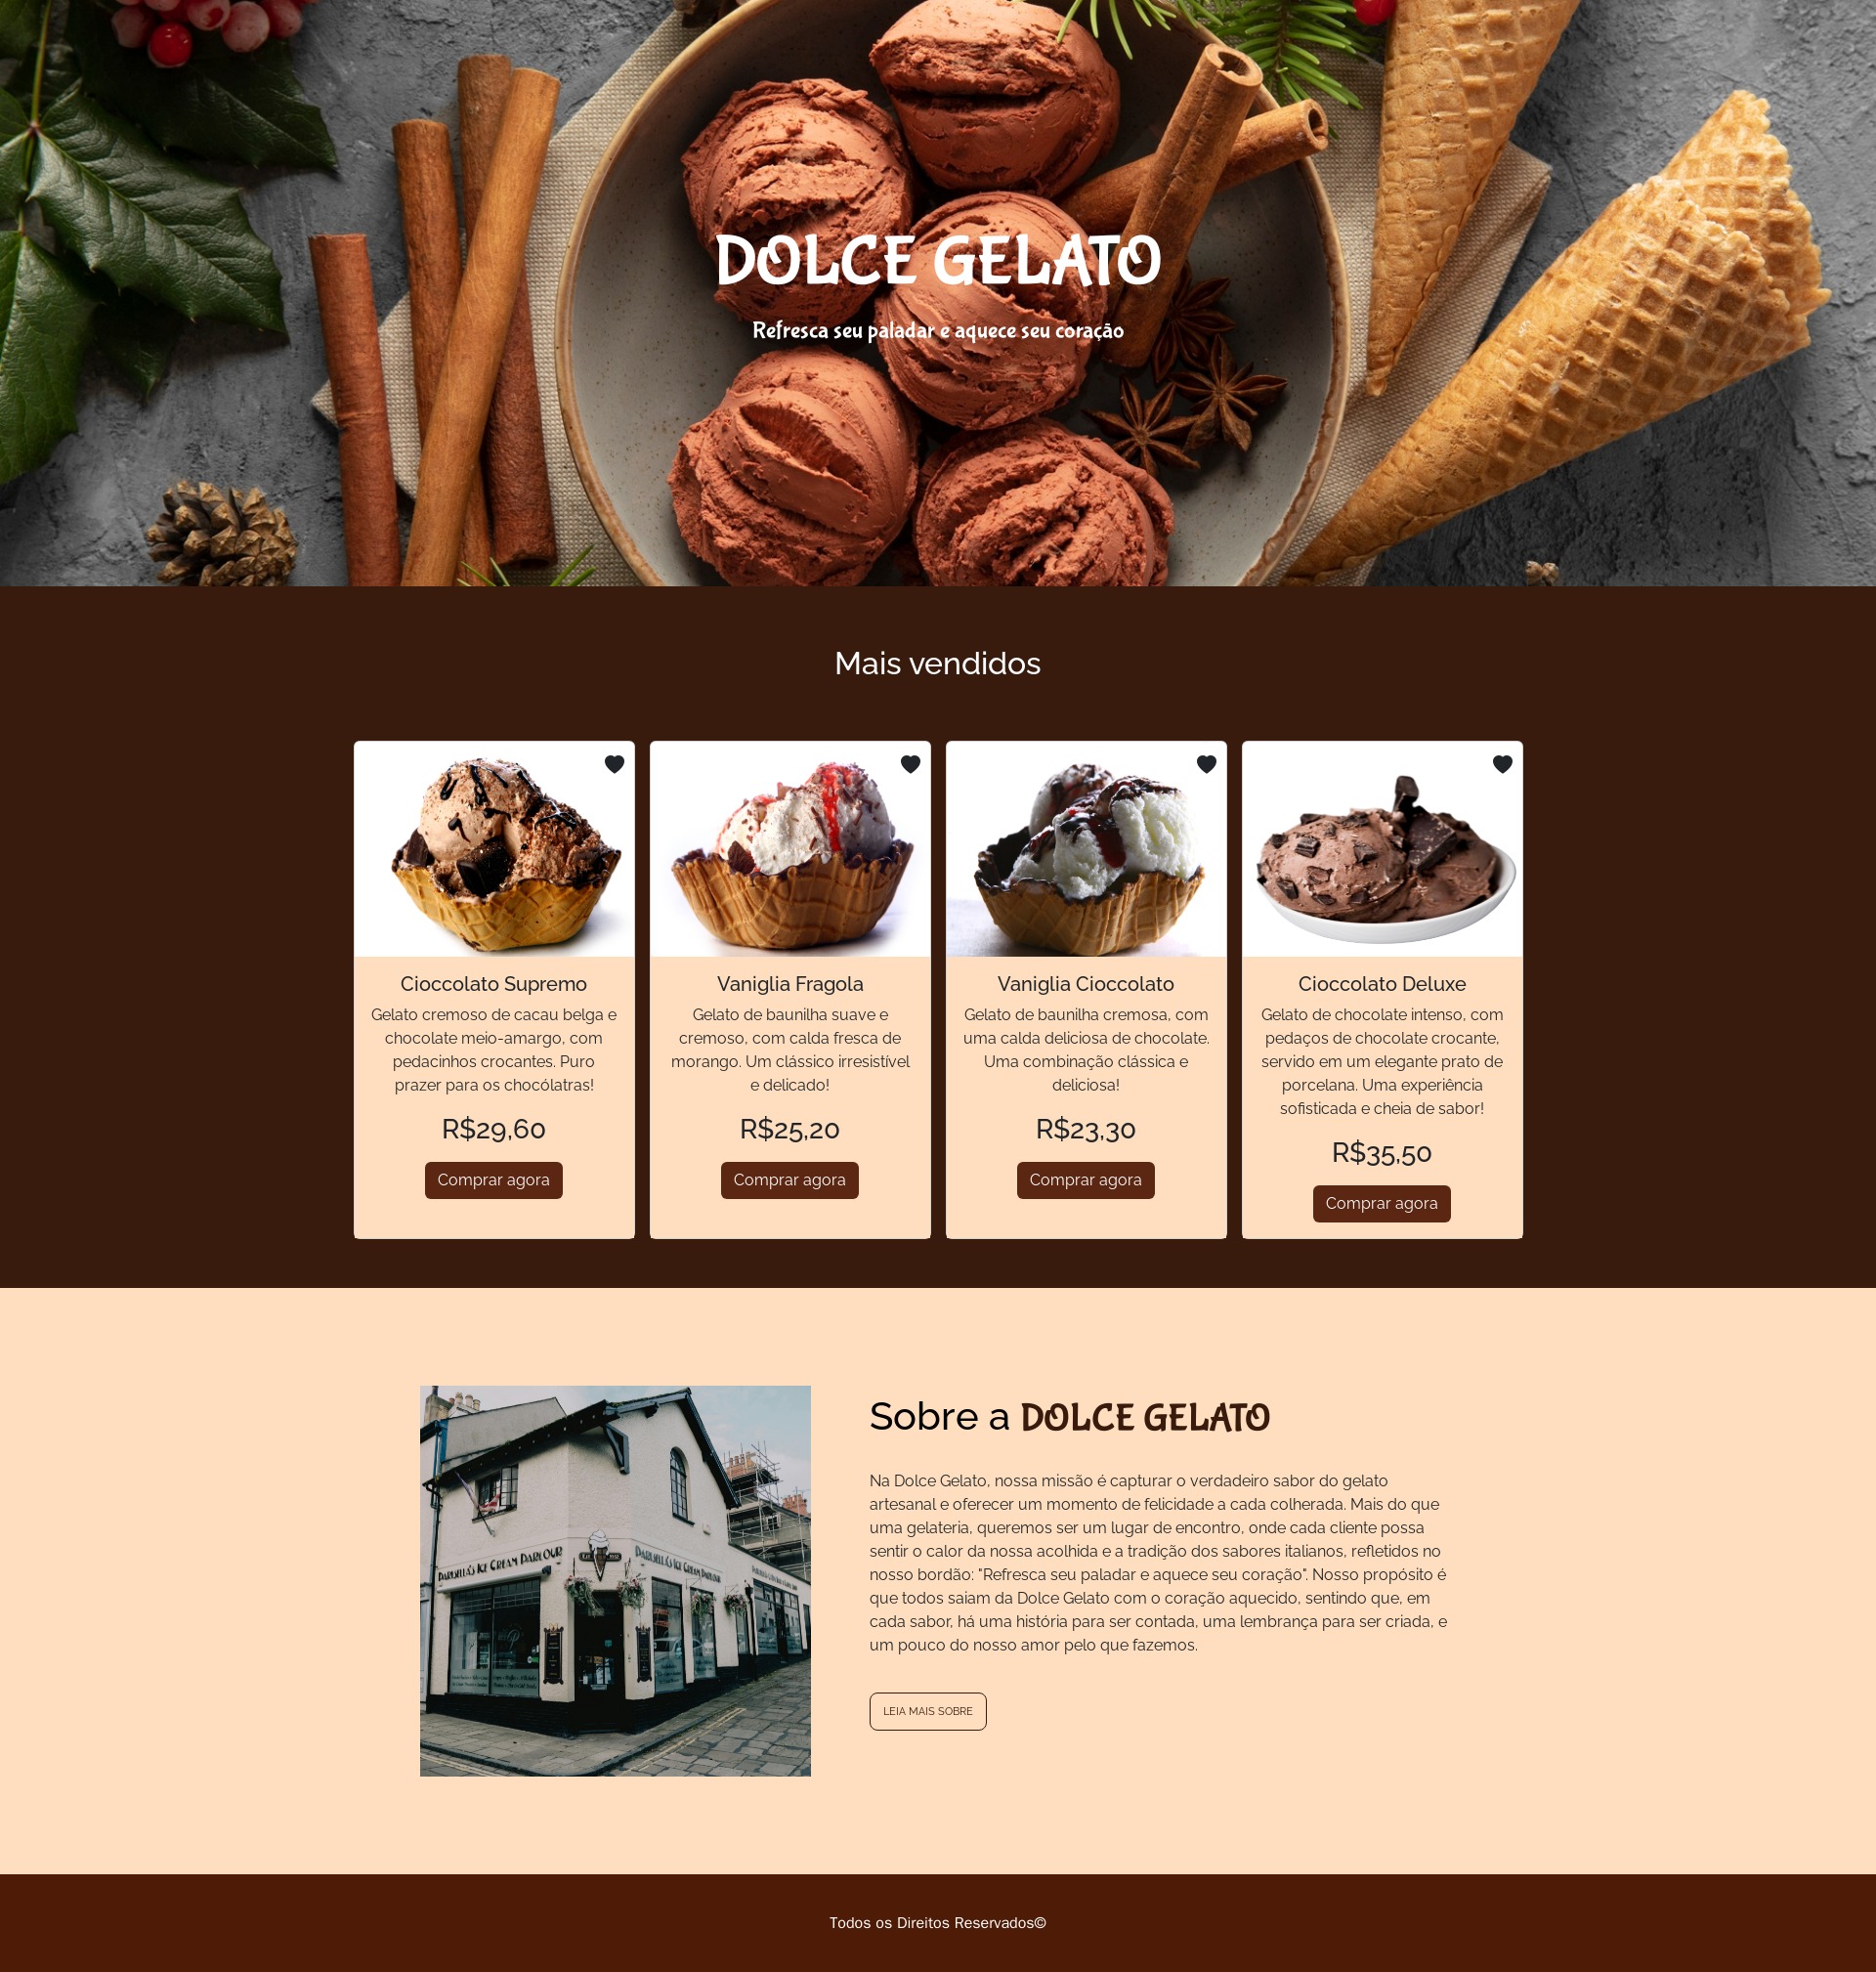 DOLCE GELATO
Refresca seu paladar e aquece seu coração
Mais vendidos
Cioccolato Supremo
Gelato cremoso de cacau belga e
chocolate meio-amargo, com
pedacinhos crocantes. Puro
prazer para os chocólatras!
R$29,60
Comprar agora
Vaniglia Fragola
Gelato de baunilha suave e
cremoso, com calda fresca de
morango. Um clássico irresistível
e delicado!
R$25,20
Comprar agora
Vaniglia Cioccolato
Gelato de baunilha cremosa, com
uma calda deliciosa de chocolate.
Uma combinação clássica e
deliciosa!
R$23,30
Comprar agora
Cioccolato Deluxe
Gelato de chocolate intenso, com
pedaços de chocolate crocante,
servido em um elegante prato de
porcelana. Uma experiência
sofisticada e cheia de sabor!
R$35,50
Comprar agora
PARISELLA'S ICE CREAM PARLOUR
PARISELLA'S ICE CREAM PARLOUR
Sobre a DOLCE GELATO
Na Dolce Gelato, nossa missão é capturar o verdadeiro sabor do gelato
artesanal e oferecer um momento de felicidade a cada colherada. Mais do que
uma gelateria, queremos ser um lugar de encontro, onde cada cliente possa
sentir o calor da nossa acolhida e a tradição dos sabores italianos, refletidos no
nosso bordão: "Refresca seu paladar e aquece seu coração". Nosso propósito é
que todos saiam da Dolce Gelato com o coração aquecido, sentindo que, em
cada sabor, há uma história para ser contada, uma lembrança para ser criada, e
um pouco do nosso amor pelo que fazemos.
LEIA MAIS SOBRE
Todos os Direitos Reservados©